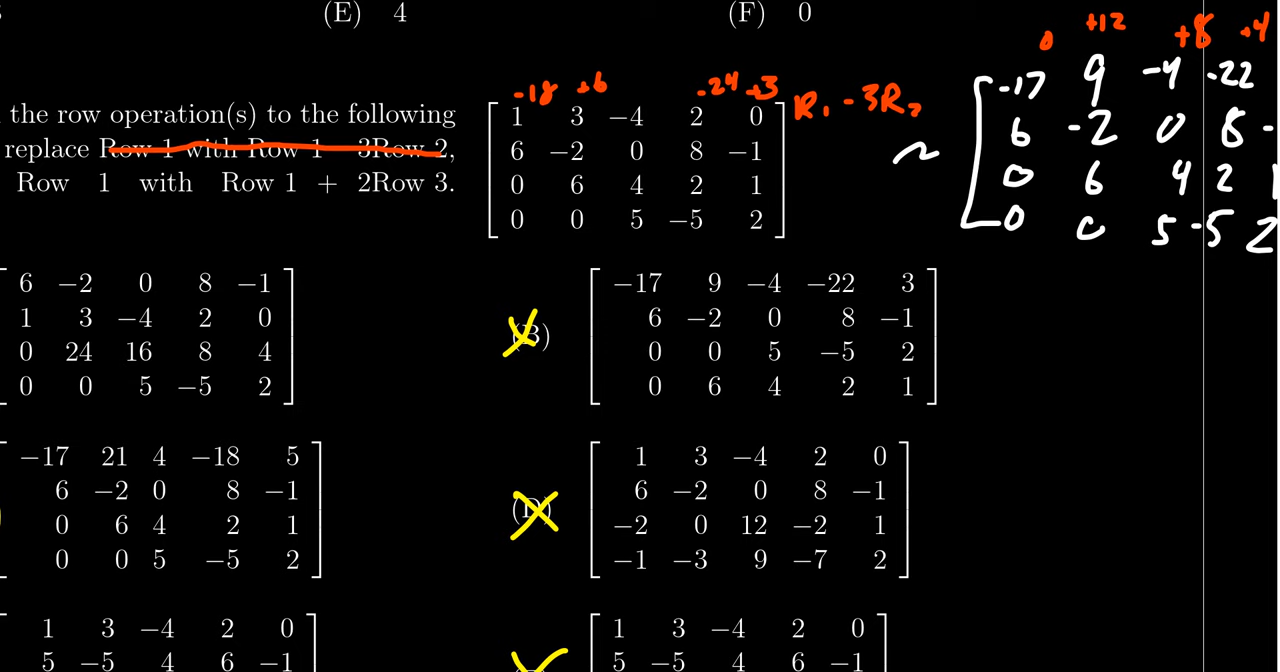 (E) 4 (F) 0
0 +12 +8 +4
-18 +6 -24 +3
the row operation(s) to the following
replace Row 1 with Row 1 − 3Row 2,
Row 1 with Row 1 + 2Row 3.
1 3 −4 2 0
6 −2 0 8 −1
0 6 4 2 1
0 0 5 −5 2
R₁ -3R₂
~
-17 9 -4 -22
6 -2 0 8 -
0 6 4 2 1
0 0 5 -5 2
6 −2 0 8 −1
1 3 −4 2 0
0 24 16 8 4
0 0 5 −5 2
(B)
−17 9 −4 −22 3
6 −2 0 8 −1
0 0 5 −5 2
0 6 4 2 1
−17 21 4 −18 5
6 −2 0 8 −1
0 6 4 2 1
0 0 5 −5 2
(D)
1 3 −4 2 0
6 −2 0 8 −1
−2 0 12 −2 1
−1 −3 9 −7 2
1 3 −4 2 0
5 −5 4 6 −1
1 3 −4 2 0
5 −5 4 6 −1